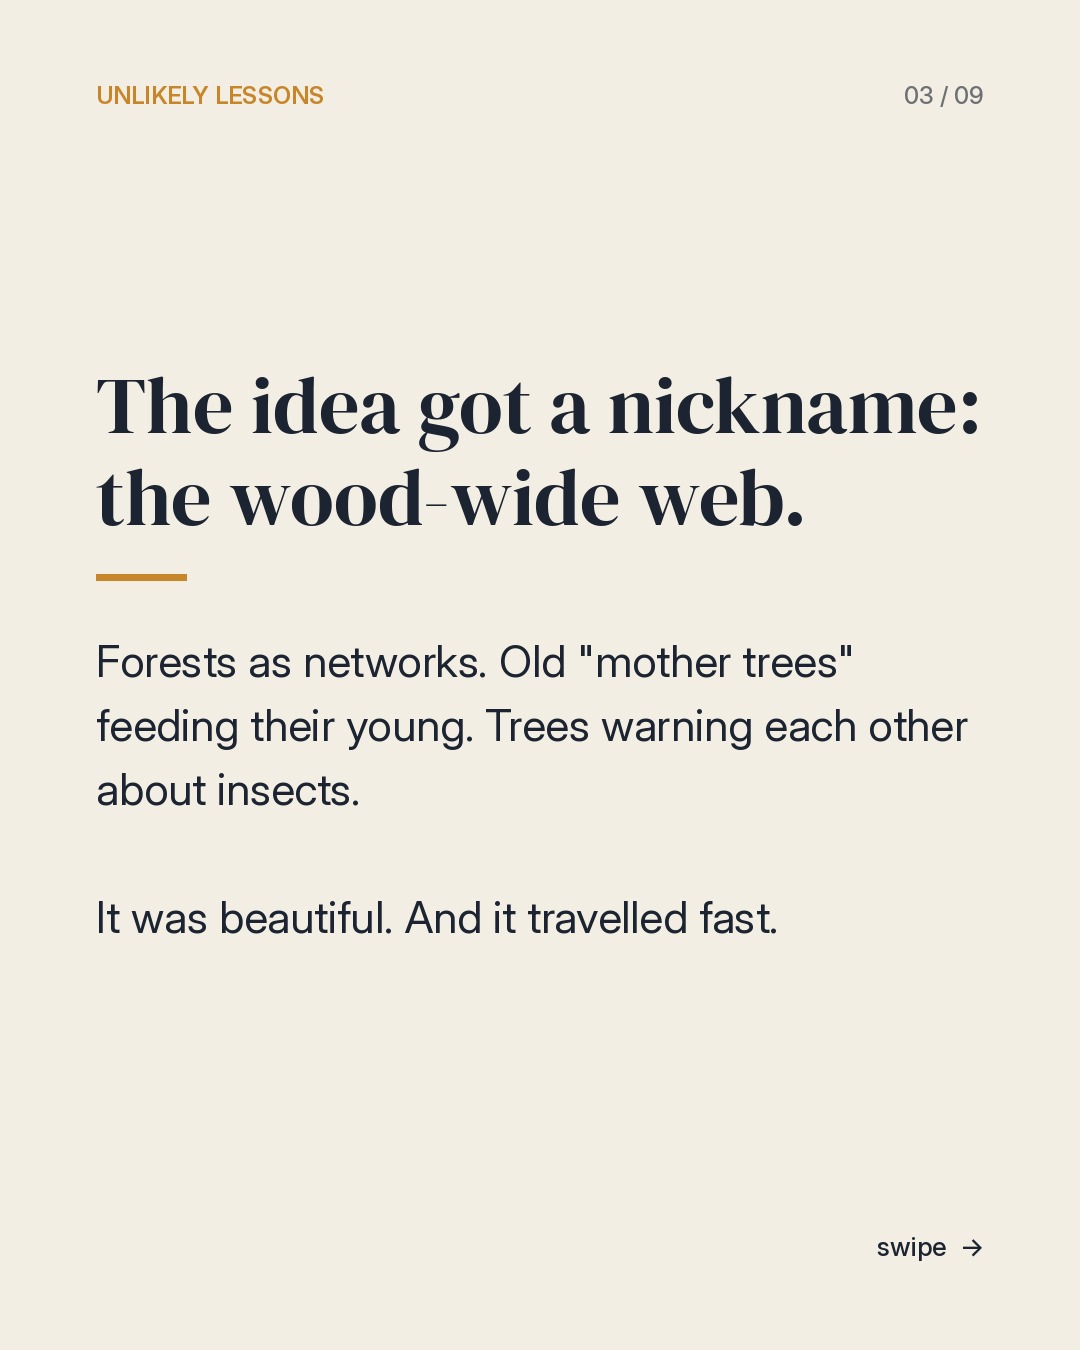 UNLIKELY LESSONS
03 / 09
The idea got a nickname:
the wood-wide web.
Forests as networks. Old "mother trees"
feeding their young. Trees warning each other
about insects.
It was beautiful. And it travelled fast.
swipe →